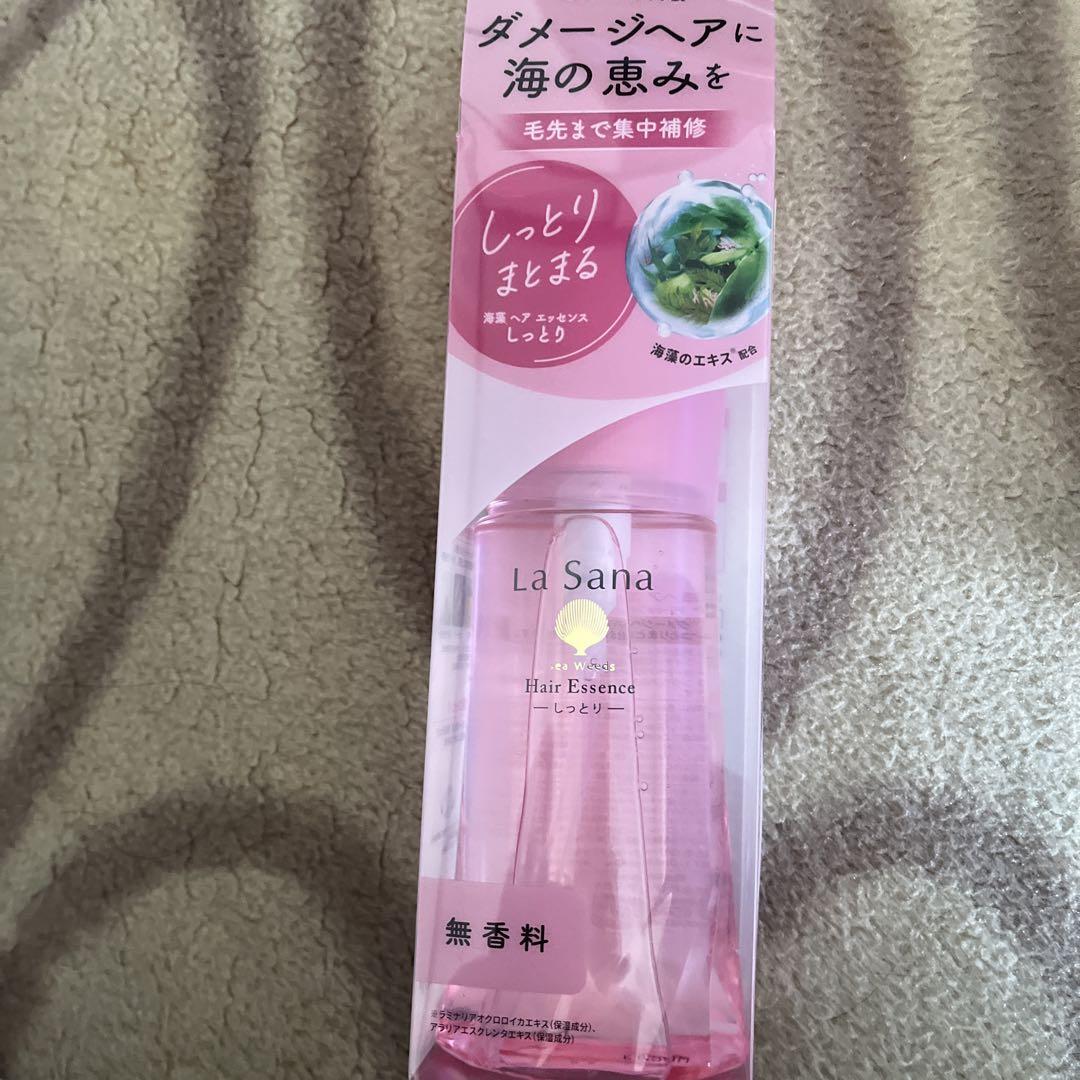 ダメージヘアに
海の恵みを
毛先まで集中補修
しっとり
まとまる
海藻 ヘア エッセンス
しっとり
海藻のエキス※配合
La Sana
Sea Weeds
Hair Essence
—しっとり—
無香料
※ラミナリアオクロロイカエキス(保湿成分)、
アラリアエスクレンタエキス(保湿成分)